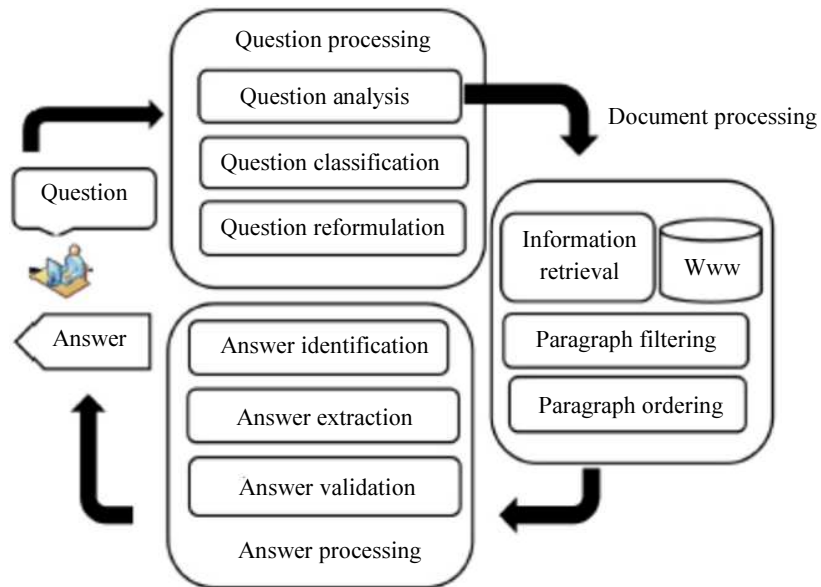 Question processing
Question analysis
Question classification
Question reformulation
Question
Answer
Document processing
Information
retrieval
Www
Paragraph filtering
Paragraph ordering
Answer identification
Answer extraction
Answer validation
Answer processing